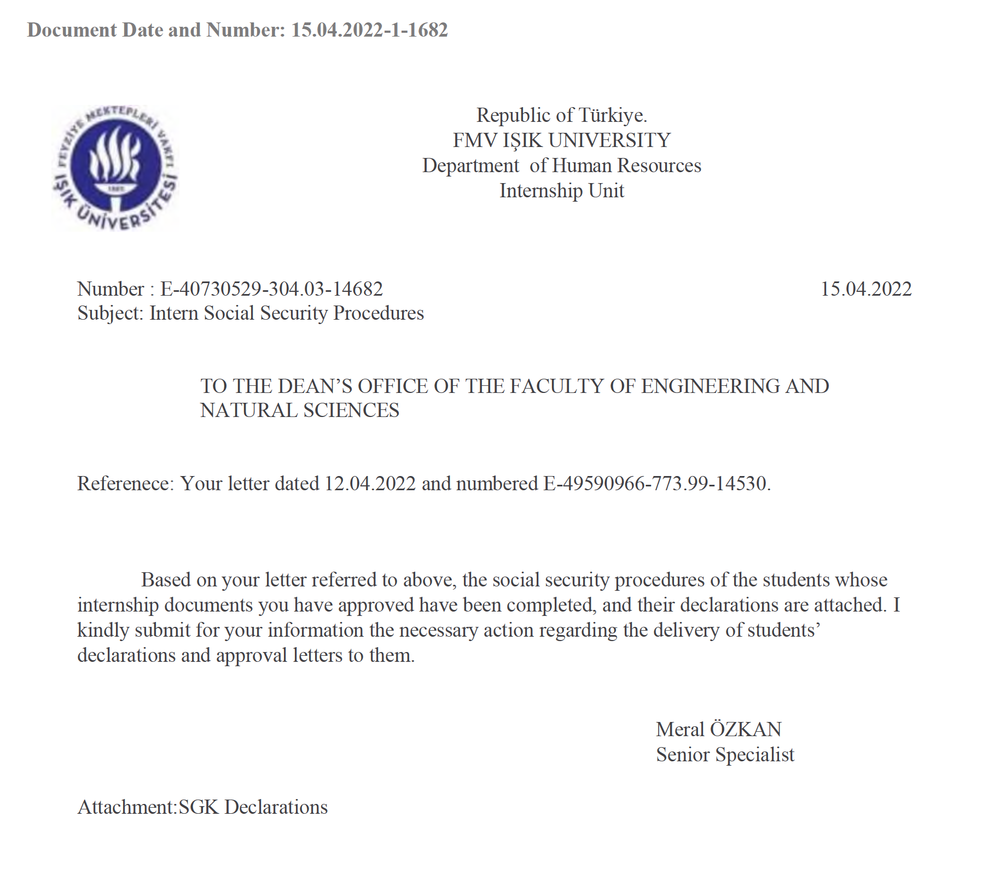 Document Date and Number: 15.04.2022-1-1682
FEYZİYE MEKTEPLERİ VAKFI
IŞIK ÜNİVERSİTESİ
Republic of Türkiye.
FMV IŞIK UNIVERSITY
Department of Human Resources
Internship Unit
Number : E-40730529-304.03-14682
15.04.2022
Subject: Intern Social Security Procedures
TO THE DEAN’S OFFICE OF THE FACULTY OF ENGINEERING AND
NATURAL SCIENCES
Referenece: Your letter dated 12.04.2022 and numbered E-49590966-773.99-14530.
Based on your letter referred to above, the social security procedures of the students whose
internship documents you have approved have been completed, and their declarations are attached. I
kindly submit for your information the necessary action regarding the delivery of students’
declarations and approval letters to them.
Meral ÖZKAN
Senior Specialist
Attachment:SGK Declarations